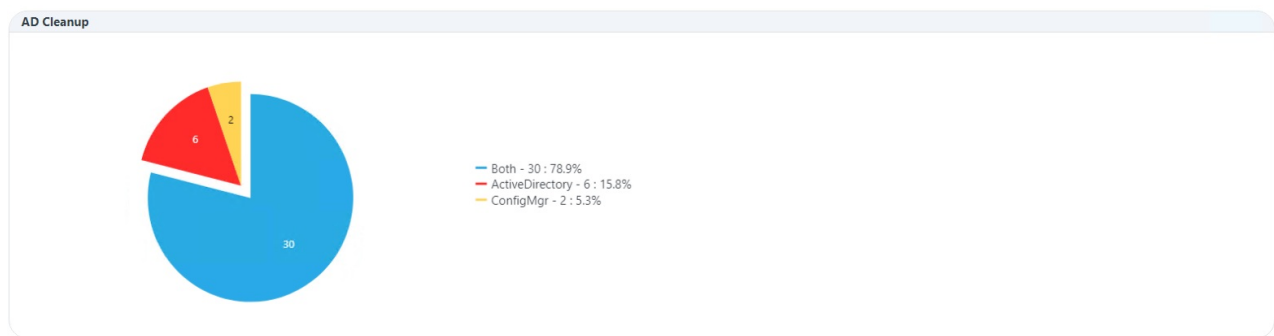 AD Cleanup
2
6
30
Both - 30 : 78.9%
ActiveDirectory - 6 : 15.8%
ConfigMgr - 2 : 5.3%